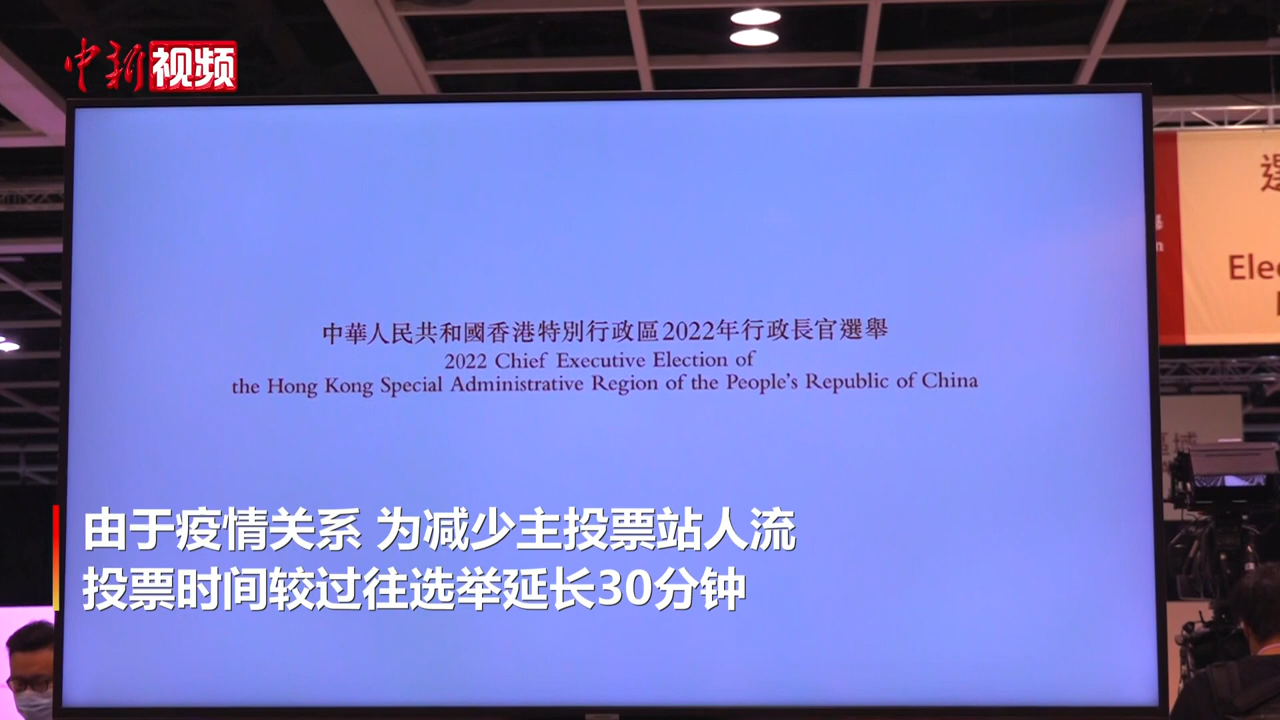 中新视频
中華人民共和國香港特別行政區2022年行政長官選舉
2022 Chief Executive Election of
the Hong Kong Special Administrative Region of the People's Republic of China
由于疫情关系 为减少主投票站人流
投票时间较过往选举延长30分钟